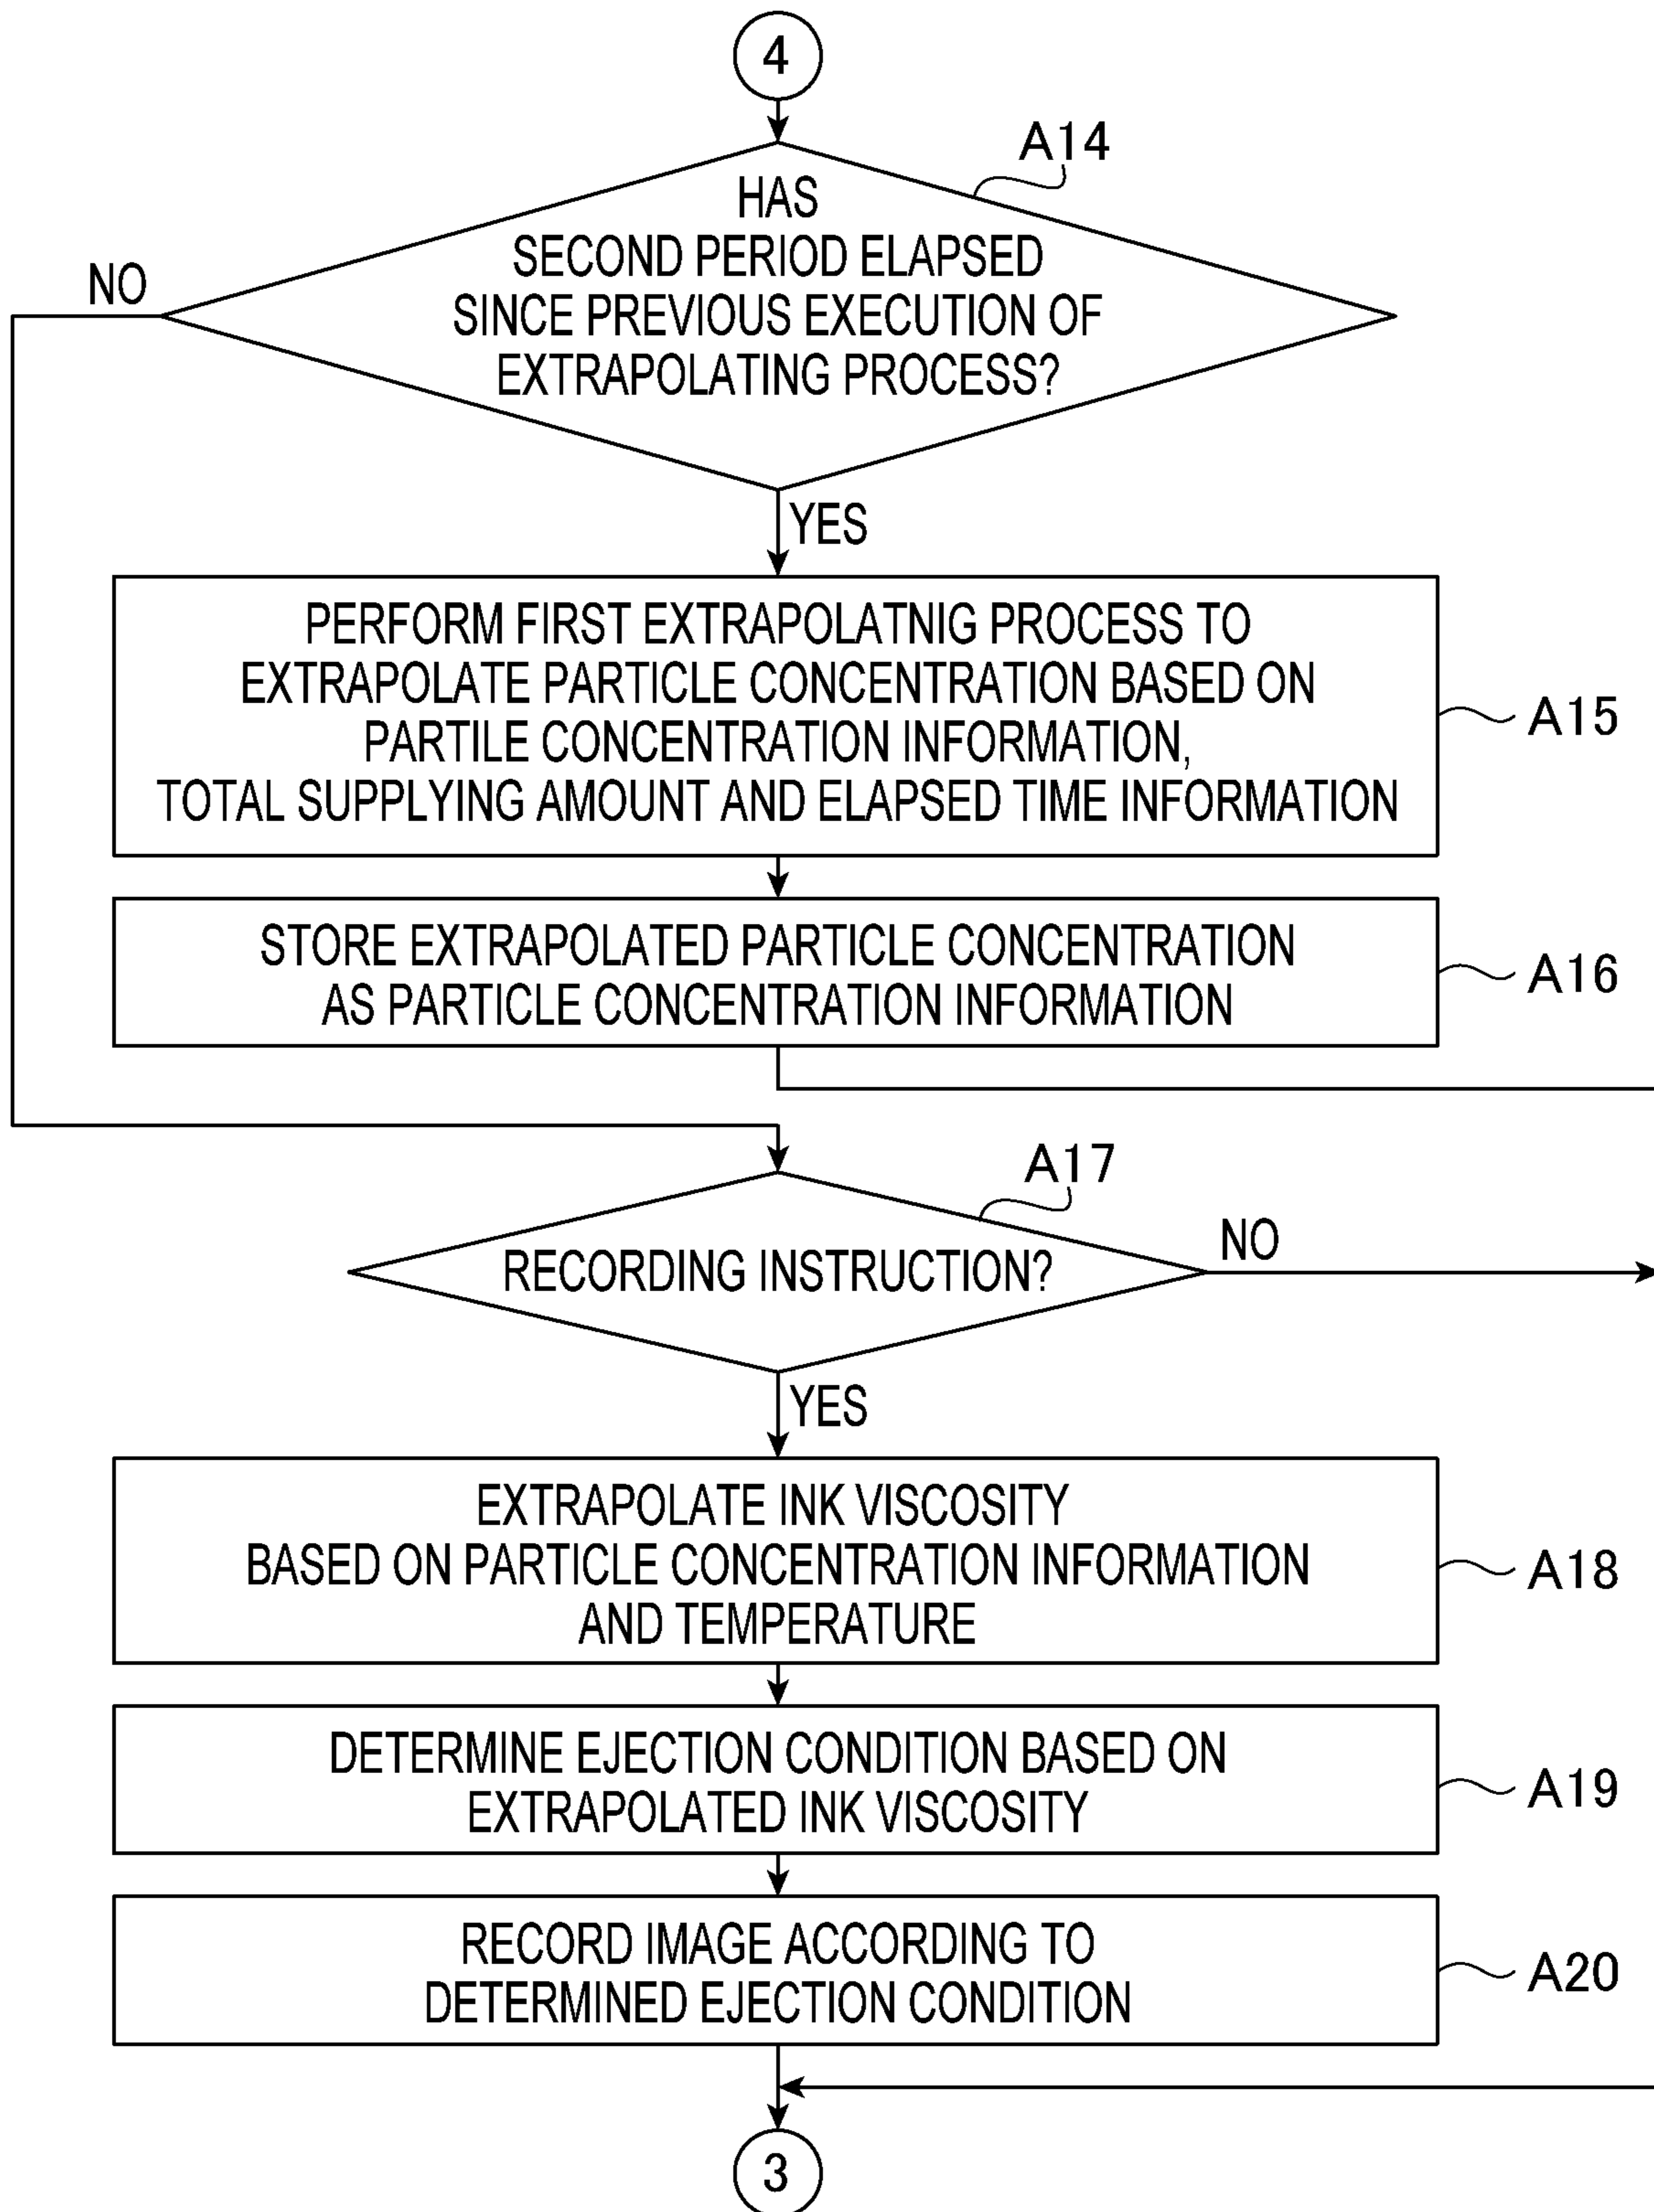 4
A14
HAS
SECOND PERIOD ELAPSED
SINCE PREVIOUS EXECUTION OF
EXTRAPOLATING PROCESS?
NO
YES
PERFORM FIRST EXTRAPOLATNIG PROCESS TO
EXTRAPOLATE PARTICLE CONCENTRATION BASED ON
PARTILE CONCENTRATION INFORMATION,
TOTAL SUPPLYING AMOUNT AND ELAPSED TIME INFORMATION
A15
STORE EXTRAPOLATED PARTICLE CONCENTRATION
AS PARTICLE CONCENTRATION INFORMATION
A16
A17
RECORDING INSTRUCTION?
NO
YES
EXTRAPOLATE INK VISCOSITY
BASED ON PARTICLE CONCENTRATION INFORMATION
AND TEMPERATURE
A18
DETERMINE EJECTION CONDITION BASED ON
EXTRAPOLATED INK VISCOSITY
A19
RECORD IMAGE ACCORDING TO
DETERMINED EJECTION CONDITION
A20
3